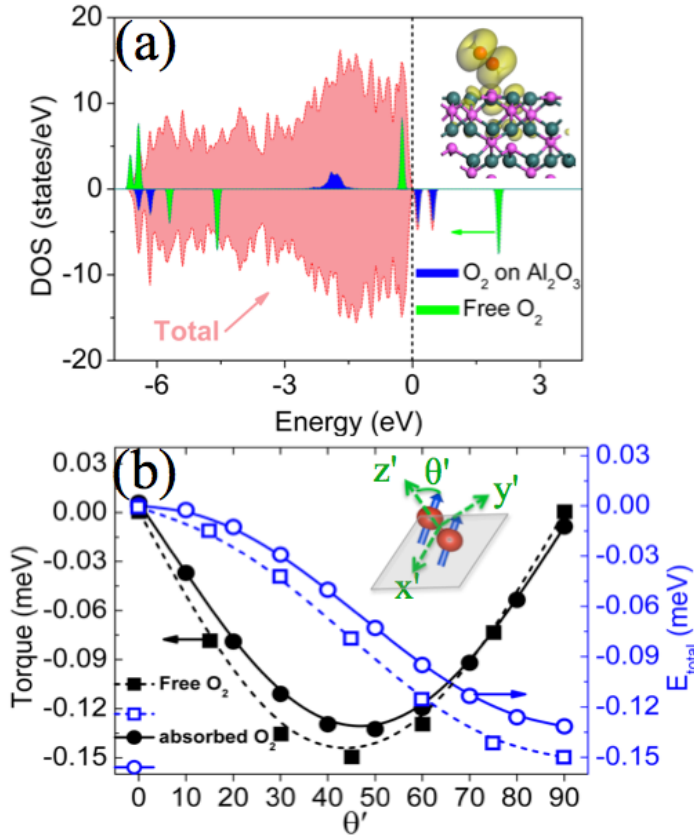 (a)
20
10
0
-10
-20
DOS (states/eV)
Total
O₂ on Al₂O₃
Free O₂
-6 -3 0 3
Energy (eV)
(b)
0.03
0.00
-0.03
-0.06
-0.09
-0.12
-0.15
Torque (meV)
z' θ' y'
x'
Free O₂
absorbed O₂
0.03
0.00
-0.03
-0.06
-0.09
-0.12
-0.15
E_total (meV)
0 10 20 30 40 50 60 70 80 90
θ'